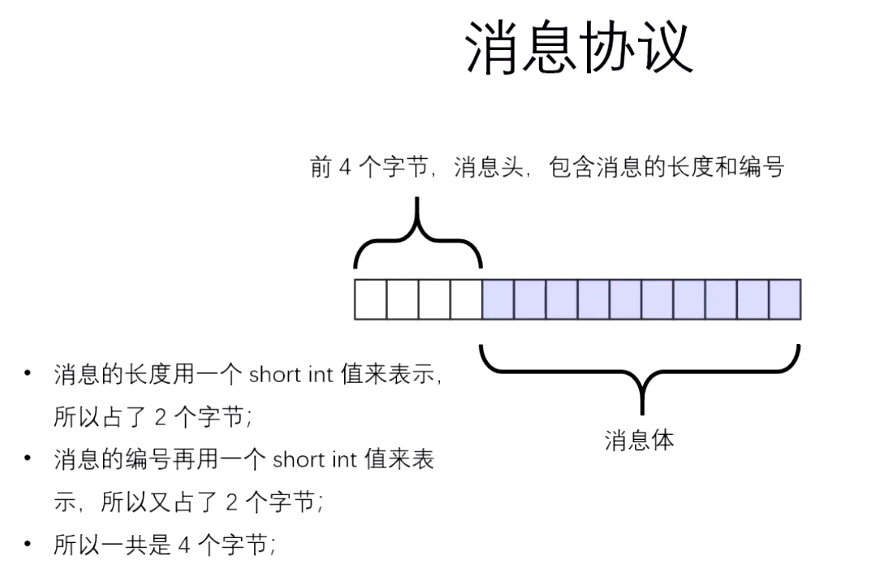 消息协议
前 4 个字节，消息头，包含消息的长度和编号
• 消息的长度用一个 short int 值来表示，
所以占了 2 个字节；
• 消息的编号再用一个 short int 值来表
示，所以又占了 2 个字节；
• 所以一共是 4 个字节；
消息体